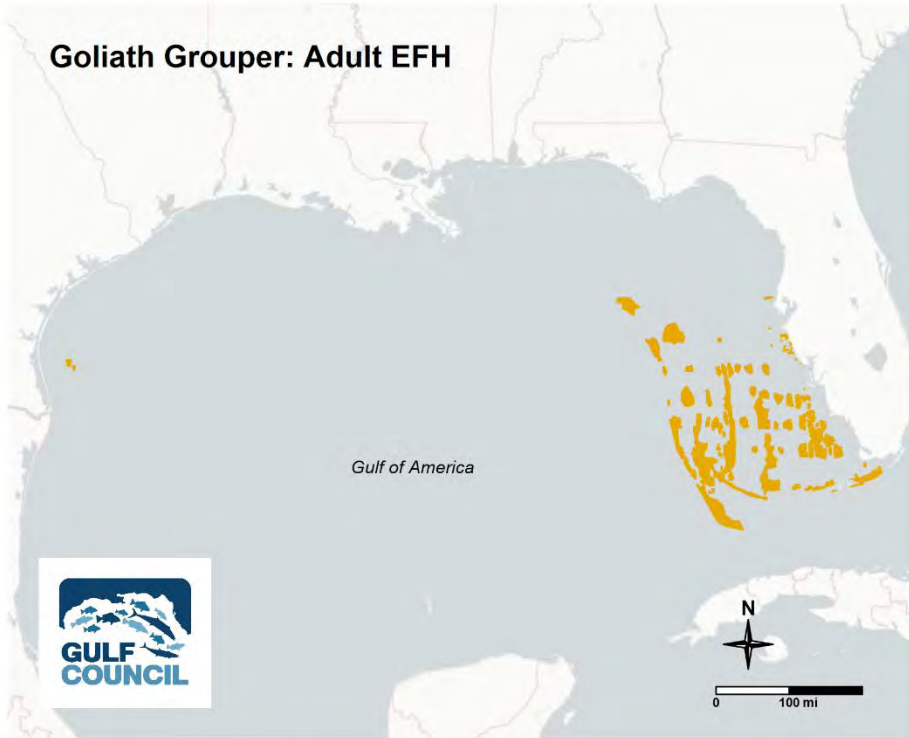 Goliath Grouper: Adult EFH
Gulf of America
GULF
COUNCIL
N
0 100 mi